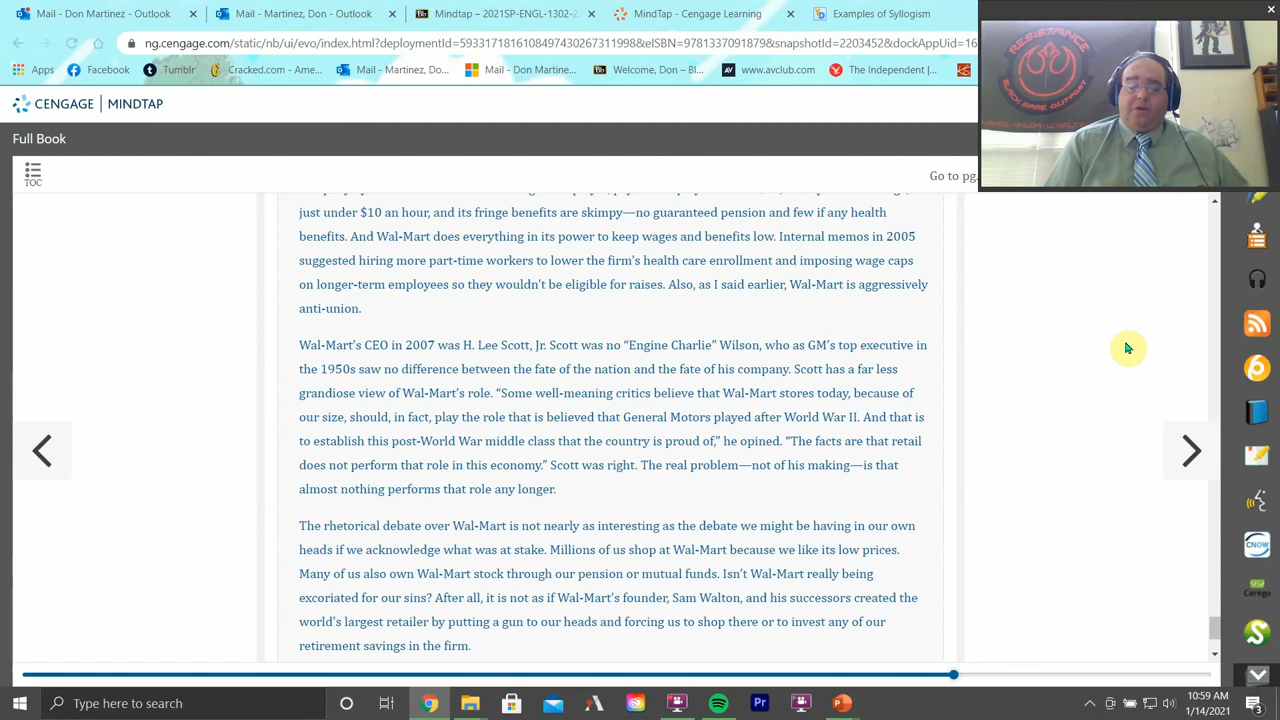 Mail - Don Martinez, Don - Outlook
Mail - Martinez, Don - Outlook
Mindtap – 2021SP-ENGL-1302-2
MindTap - Cengage Learning
Examples of Syllogism
ng.cengage.com/static/nb/ui/evo/index.html?deploymentId=59331718161084974302673119988&eISBN=9781337091879&snapshotId=2203452&dockAppUid=16
Apps
Facebook
Tumblr
Cracked.com - Ame...
Mail - Martinez, Do...
Mail - Don Martine...
Welcome, Don – Bl...
www.avclub.com
The Independent |...
RESISTANCE
BLACK SPIRE OUTPOST
CENGAGE | MINDTAP
Full Book
TOC
Go to pg.
just under $10 an hour, and its fringe benefits are skimpy—no guaranteed pension and few if any health
benefits. And Wal-Mart does everything in its power to keep wages and benefits low. Internal memos in 2005
suggested hiring more part-time workers to lower the firm's health care enrollment and imposing wage caps
on longer-term employees so they wouldn't be eligible for raises. Also, as I said earlier, Wal-Mart is aggressively
anti-union.
Wal-Mart's CEO in 2007 was H. Lee Scott, Jr. Scott was no “Engine Charlie” Wilson, who as GM's top executive in
the 1950s saw no difference between the fate of the nation and the fate of his company. Scott has a far less
grandiose view of Wal-Mart's role. “Some well-meaning critics believe that Wal-Mart stores today, because of
our size, should, in fact, play the role that is believed that General Motors played after World War II. And that is
to establish this post-World War middle class that the country is proud of,” he opined. “The facts are that retail
does not perform that role in this economy.” Scott was right. The real problem—not of his making—is that
almost nothing performs that role any longer.
The rhetorical debate over Wal-Mart is not nearly as interesting as the debate we might be having in our own
heads if we acknowledge what was at stake. Millions of us shop at Wal-Mart because we like its low prices.
Many of us also own Wal-Mart stock through our pension or mutual funds. Isn't Wal-Mart really being
excoriated for our sins? After all, it is not as if Wal-Mart's founder, Sam Walton, and his successors created the
world's largest retailer by putting a gun to our heads and forcing us to shop there or to invest any of our
retirement savings in the firm.
CNOW
Cerego
Type here to search
10:59 AM
1/14/2021
3